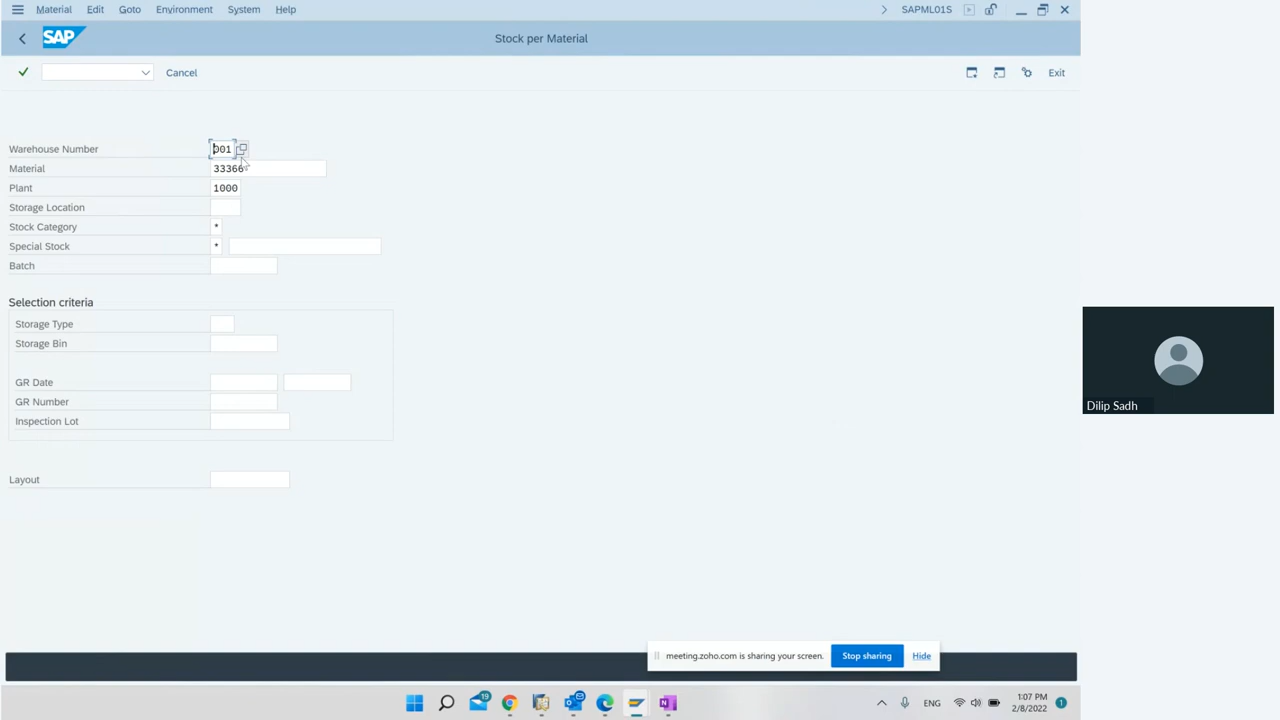 Material Edit Goto Environment System Help SAPML01S
SAP Stock per Material
Cancel Exit
Warehouse Number 001
Material 33366
Plant 1000
Storage Location
Stock Category *
Special Stock *
Batch
Selection criteria
Storage Type
Storage Bin
GR Date
GR Number
Inspection Lot
Layout
Dilip Sadh
meeting.zoho.com is sharing your screen. Stop sharing Hide
19 ENG 1:07 PM 1
2/8/2022